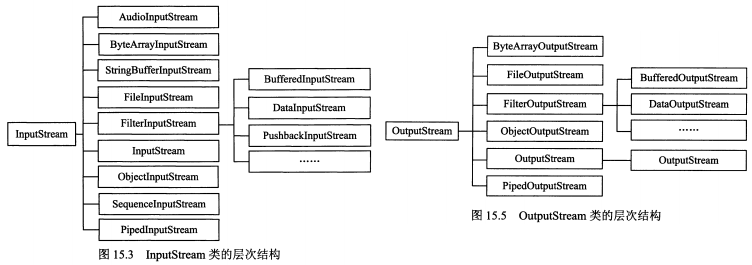 InputStream
AudioInputStream
ByteArrayInputStream
StringBufferInputStream
FileInputStream
FilterInputStream
InputStream
ObjectInputStream
SequenceInputStream
PipedInputStream
BufferedInputStream
DataInputStream
PushbackInputStream
……
图 15.3 InputStream 类的层次结构
OutputStream
ByteArrayOutputStream
FileOutputStream
FilterOutputStream
ObjectOutputStream
OutputStream
PipedOutputStream
BufferedOutputStream
DataOutputStream
……
OutputStream
图 15.5 OutputStream 类的层次结构